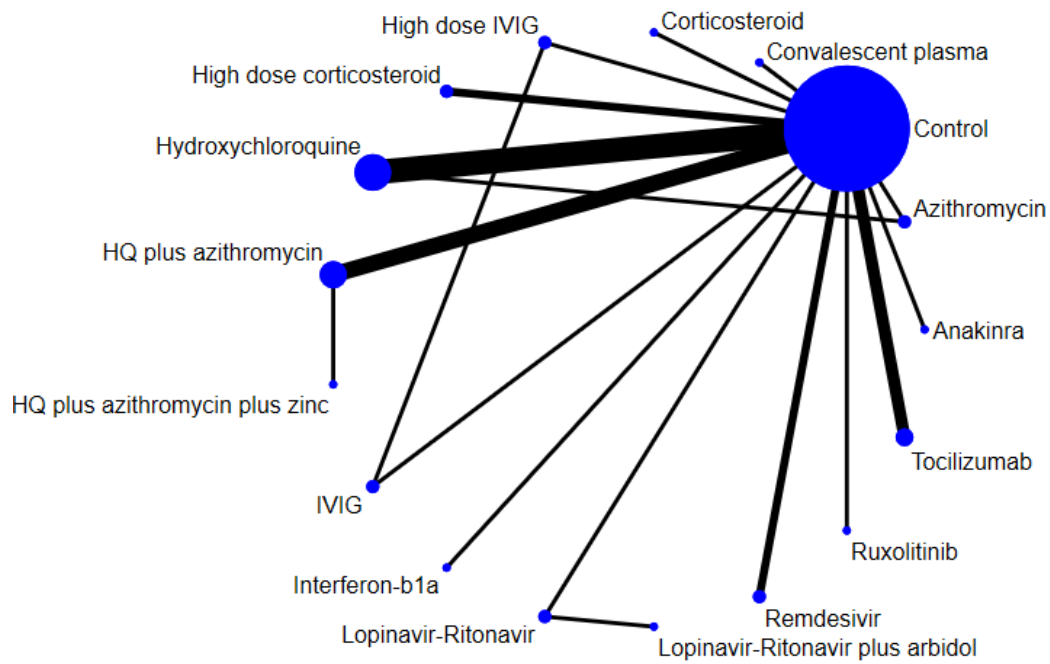 Corticosteroid
High dose IVIG
Convalescent plasma
High dose corticosteroid
Control
Hydroxychloroquine
Azithromycin
HQ plus azithromycin
Anakinra
HQ plus azithromycin plus zinc
Tocilizumab
IVIG
Ruxolitinib
Interferon-b1a
Remdesivir
Lopinavir-Ritonavir
Lopinavir-Ritonavir plus arbidol